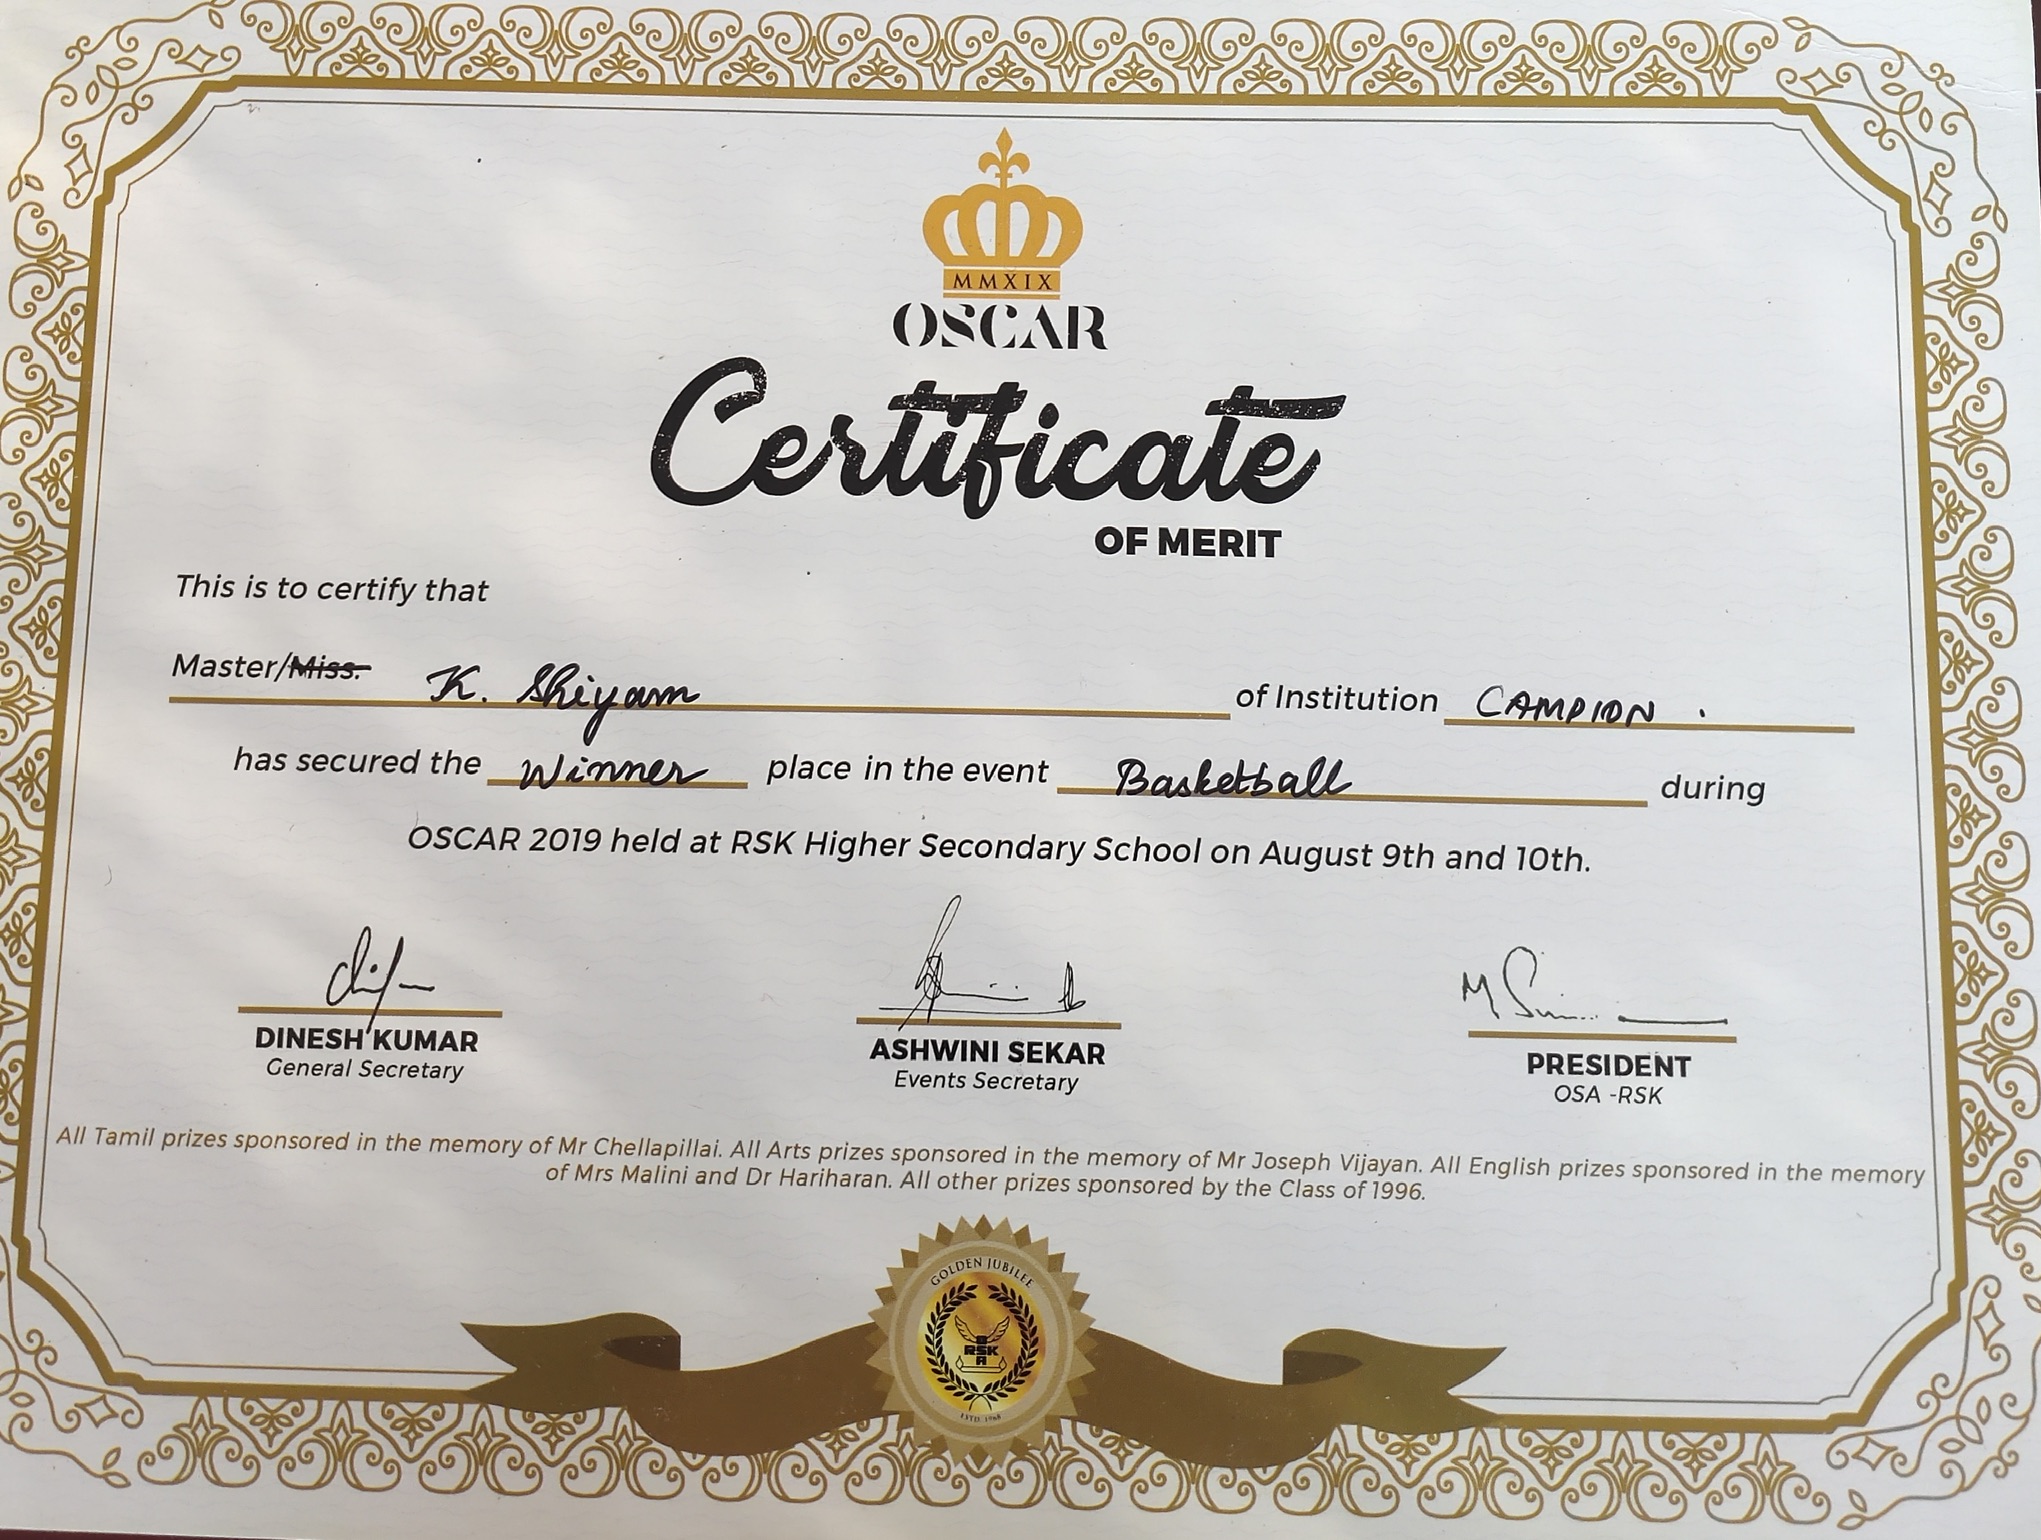 MMXIX
OSCAR
Certificate
OF MERIT
This is to certify that
Master/Miss. K. Shiyam of Institution CAMPION .
has secured the Winner place in the event Basketball during
OSCAR 2019 held at RSK Higher Secondary School on August 9th and 10th.
DINESH KUMAR
General Secretary
ASHWINI SEKAR
Events Secretary
PRESIDENT
OSA -RSK
All Tamil prizes sponsored in the memory of Mr Chellapillai. All Arts prizes sponsored in the memory of Mr Joseph Vijayan. All English prizes sponsored in the memory
of Mrs Malini and Dr Hariharan. All other prizes sponsored by the Class of 1996.
GOLDEN JUBILEE
RSK
ESTD. 1968